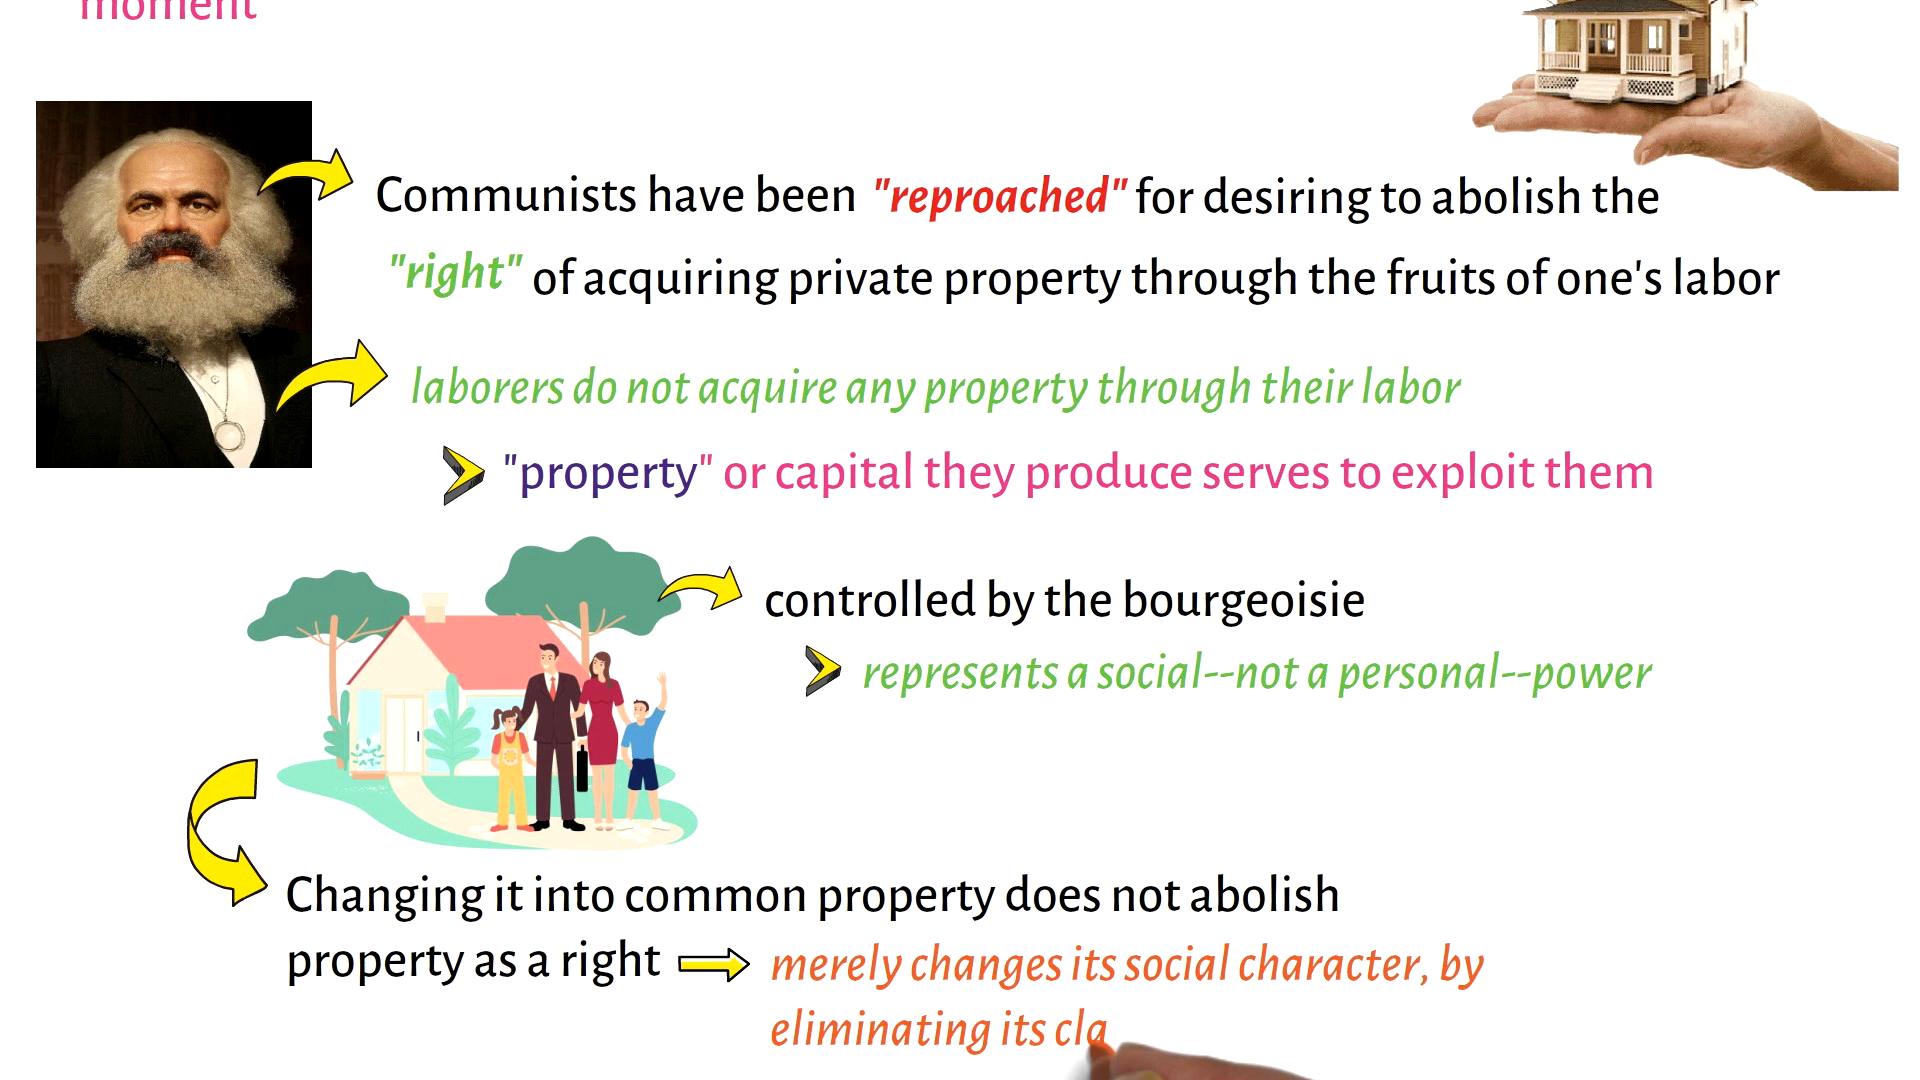 moment
Communists have been "reproached" for desiring to abolish the
"right" of acquiring private property through the fruits of one's labor
laborers do not acquire any property through their labor
"property" or capital they produce serves to exploit them
controlled by the bourgeoisie
represents a social--not a personal--power
Changing it into common property does not abolish
property as a right
merely changes its social character, by
eliminating its cla